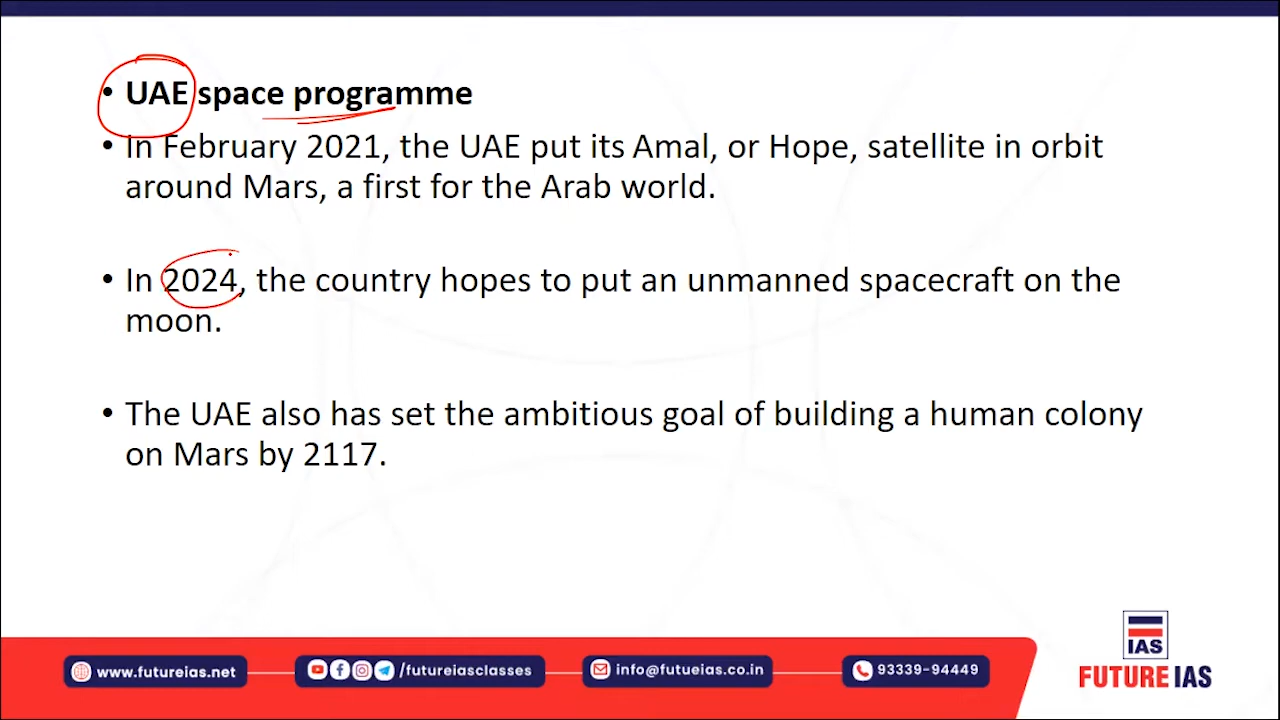 • UAE space programme
• In February 2021, the UAE put its Amal, or Hope, satellite in orbit
around Mars, a first for the Arab world.
• In 2024, the country hopes to put an unmanned spacecraft on the
moon.
• The UAE also has set the ambitious goal of building a human colony
on Mars by 2117.
IAS
FUTURE IAS
www.futureias.net
/futureiasclasses
info@futueias.co.in
93339-94449